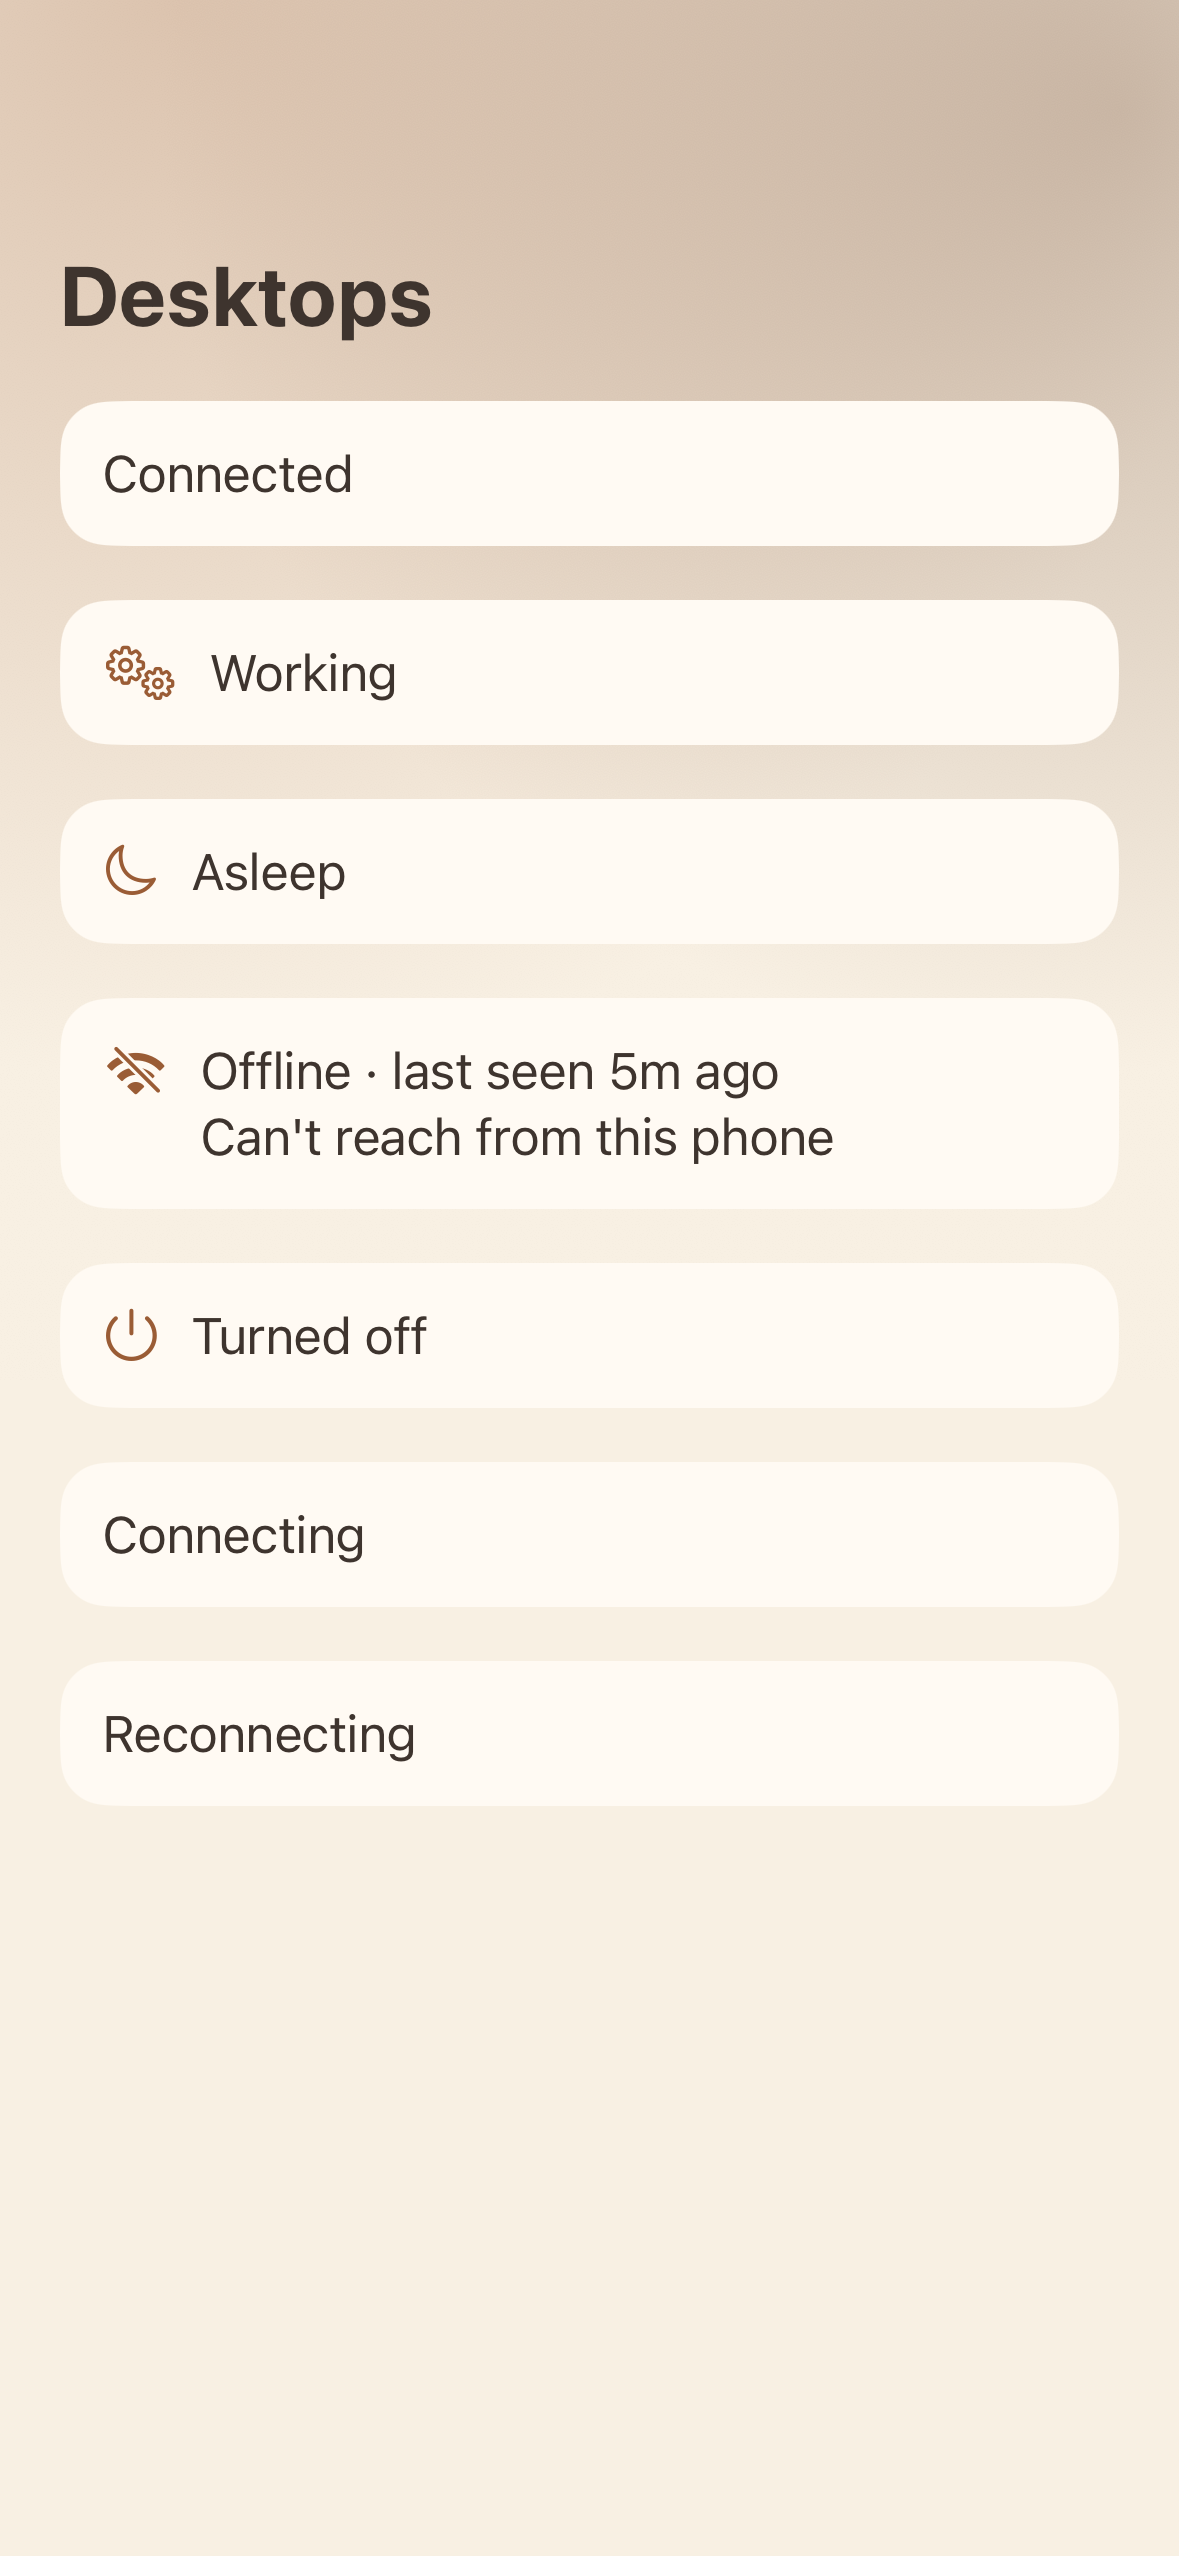 Desktops
Connected
Working
Asleep
Offline · last seen 5m ago
Can't reach from this phone
Turned off
Connecting
Reconnecting